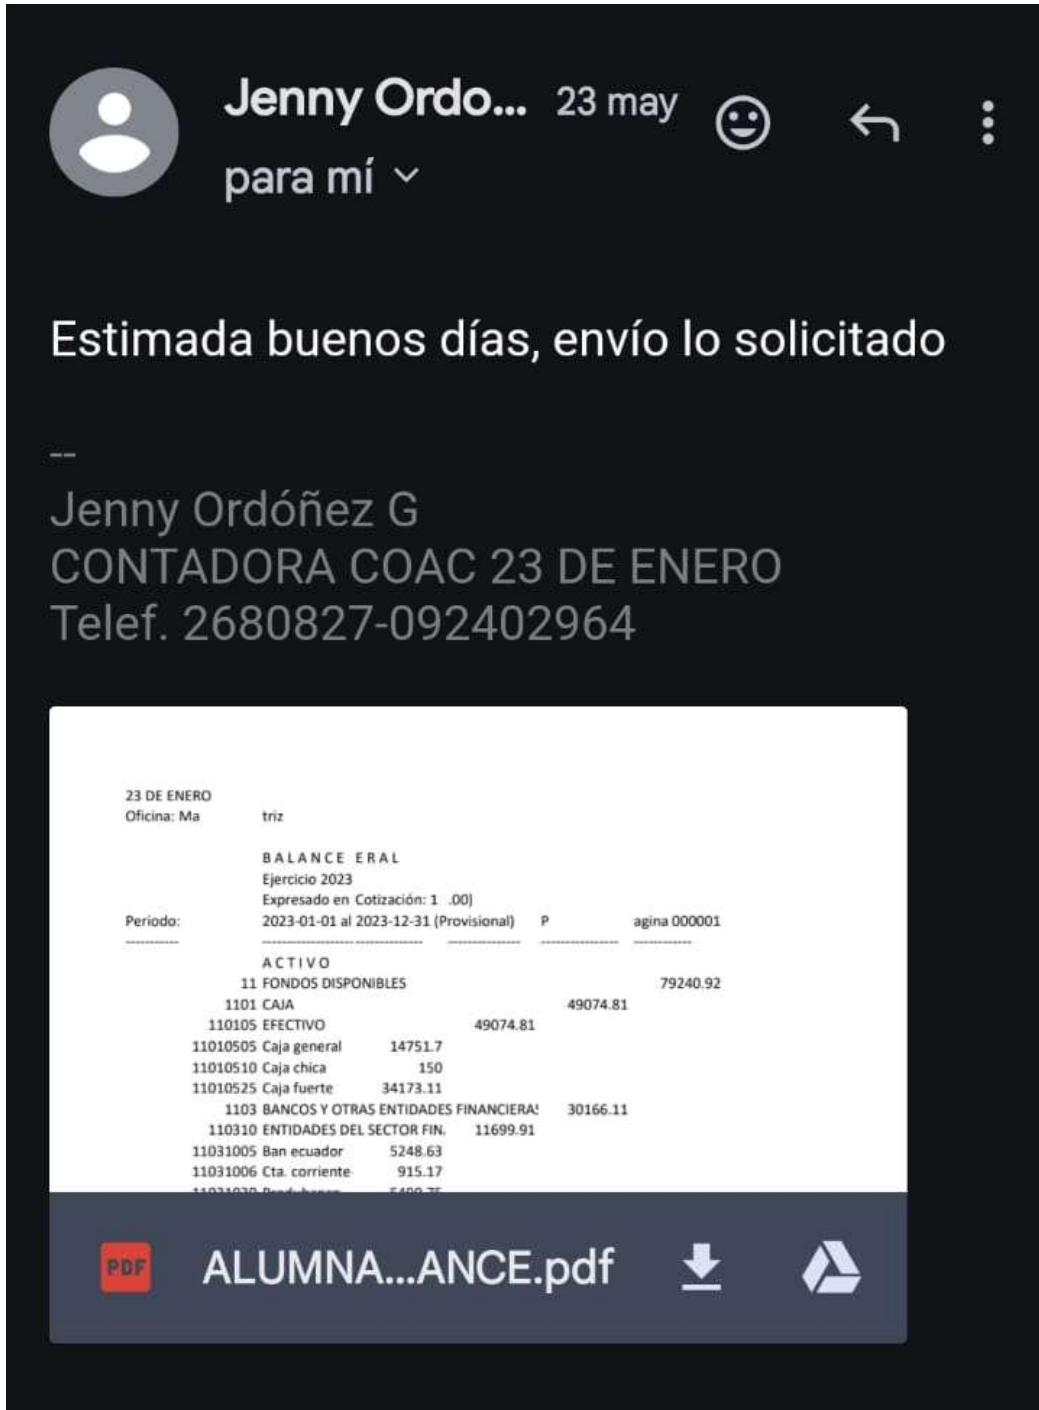 Jenny Ordo... 23 may
para mí
Estimada buenos días, envío lo solicitado
--
Jenny Ordóñez G
CONTADORA COAC 23 DE ENERO
Telef. 2680827-092402964
23 DE ENERO
Oficina: Ma triz
B A L A N C E E R A L
Ejercicio 2023
Expresado en Cotización: 1 .00)
Periodo: 2023-01-01 al 2023-12-31 (Provisional) P agina 000001
----------- ------------------- -------------- --------------- ---------------- ------------
A C T I V O
11 FONDOS DISPONIBLES 79240.92
1101 CAJA 49074.81
110105 EFECTIVO 49074.81
11010505 Caja general 14751.7
11010510 Caja chica 150
11010525 Caja fuerte 34173.11
1103 BANCOS Y OTRAS ENTIDADES FINANCIERAS 30166.11
110310 ENTIDADES DEL SECTOR FIN. 11699.91
11031005 Ban ecuador 5248.63
11031006 Cta. corriente 915.17
PDF ALUMNA...ANCE.pdf